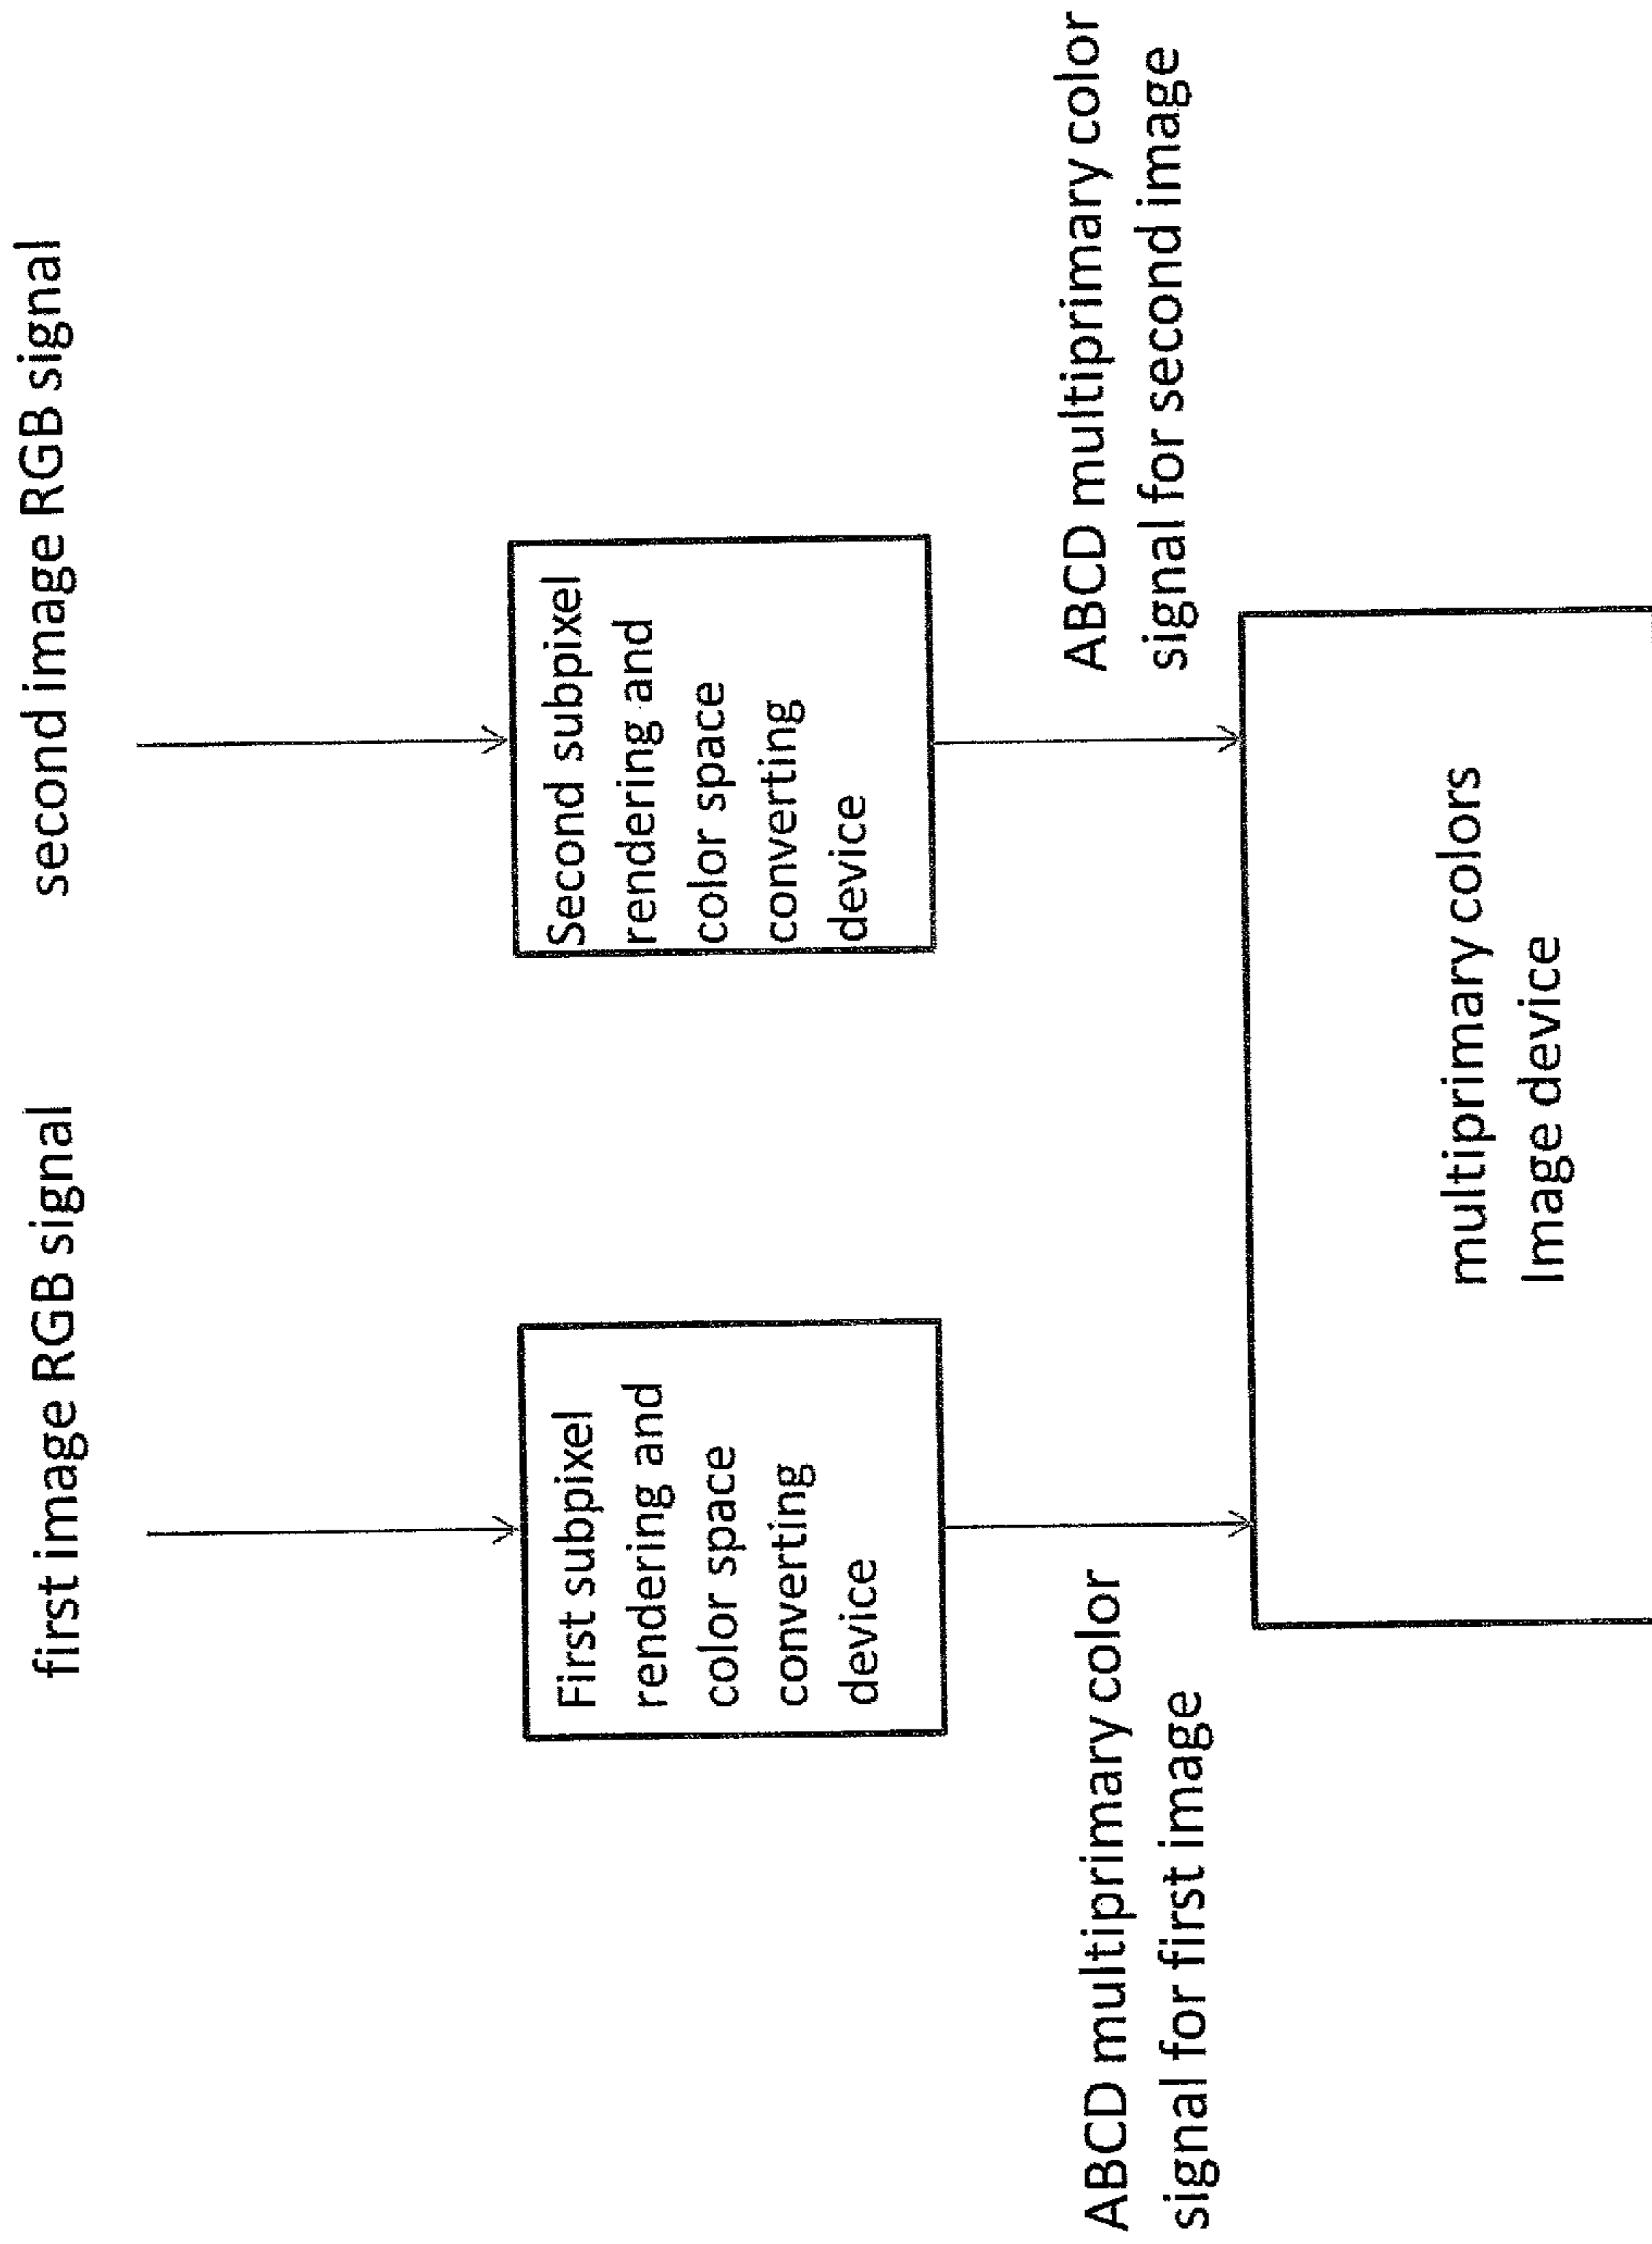 first image RGB signal
second image RGB signal
First subpixel
rendering and
color space
converting
device
Second subpixel
rendering and
color space
converting
device
ABCD multiprimary color
signal for first image
ABCD multiprimary color
signal for second image
multiprimary colors
Image device